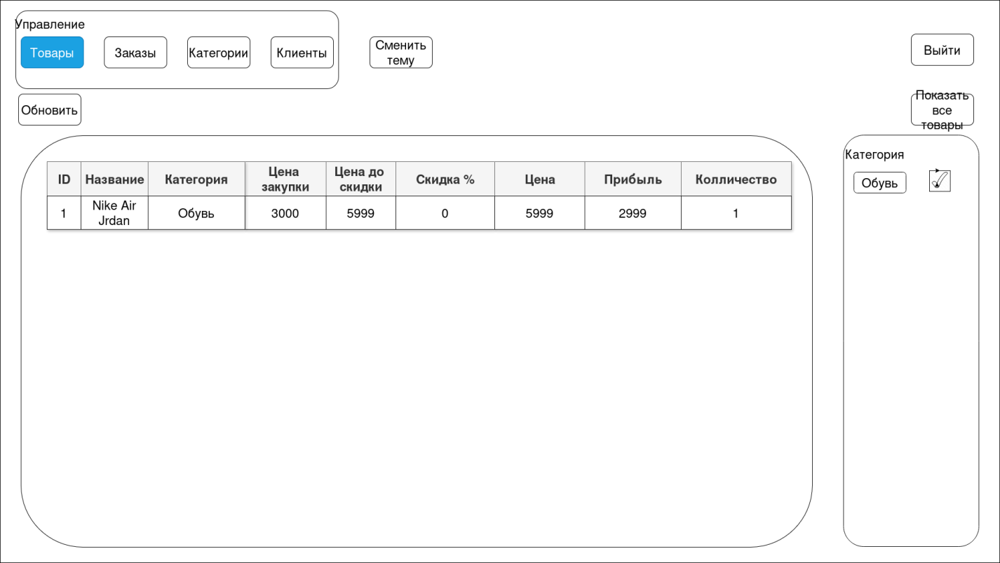 Управление
Товары
Заказы
Категории
Клиенты
Сменить
тему
Выйти
Обновить
Показать
все
товары
ID
Название
Категория
Цена
закупки
Цена до
скидки
Скидка %
Цена
Прибыль
Колличество
1
Nike Air
Jrdan
Обувь
3000
5999
0
5999
2999
1
Категория
Обувь